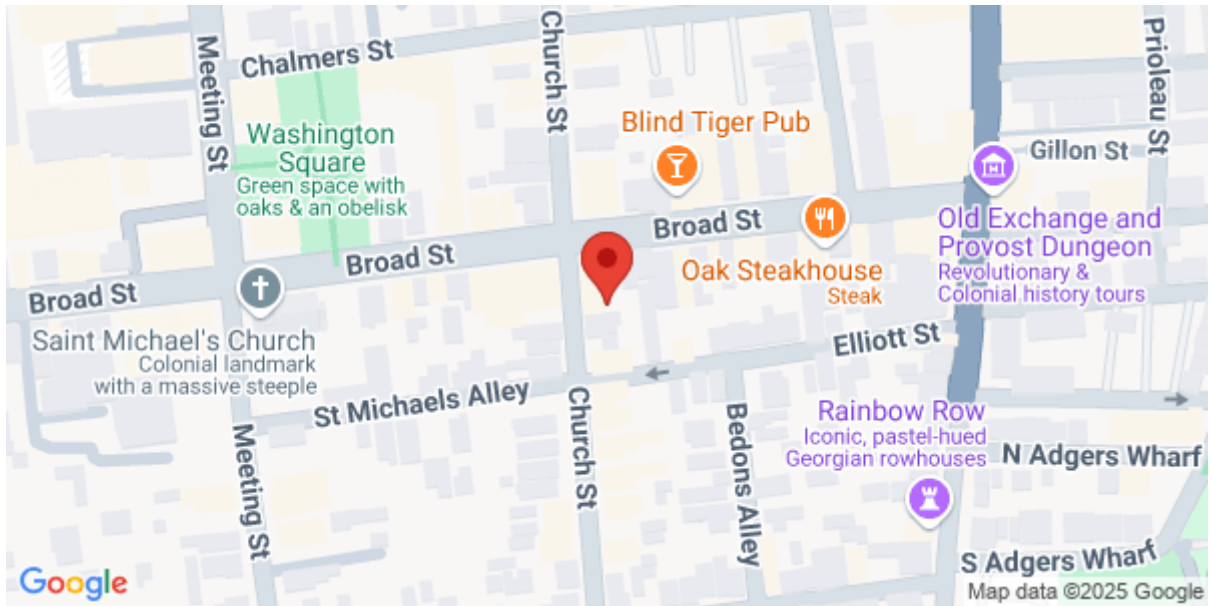 Chalmers St
Meeting St
Church St
Prioleau St
Blind Tiger Pub
Washington
Square
Green space with
oaks & an obelisk
Gillon St
Broad St
Old Exchange and
Provost Dungeon
Revolutionary &
Colonial history tours
Broad St
Oak Steakhouse
Steak
Broad St
Saint Michael's Church
Colonial landmark
with a massive steeple
Elliott St
St Michaels Alley
Church St
Bedons Alley
Rainbow Row
Iconic, pastel-hued
Georgian rowhouses
N Adgers Wharf
Meeting St
S Adgers Wharf
Google
Map data ©2025 Google